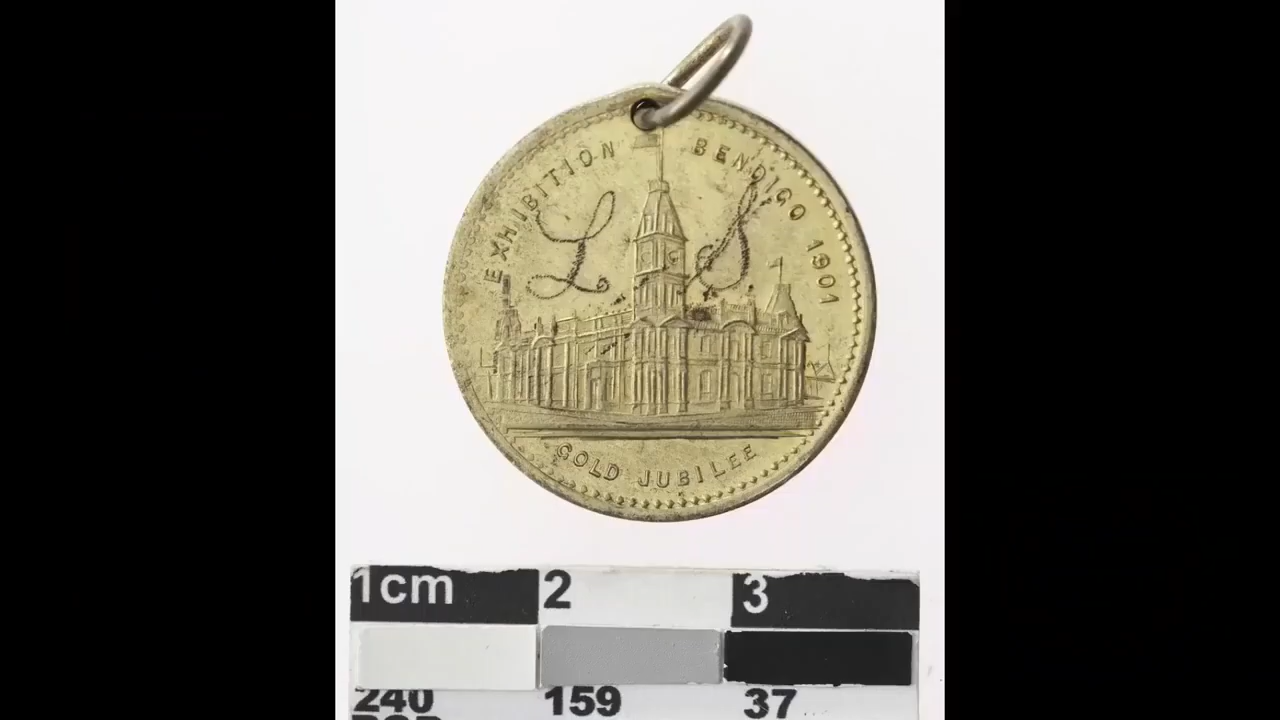 EXHIBITION BENDIGO 1901
L S
GOLD JUBILEE
1cm 2 3
240 159 37